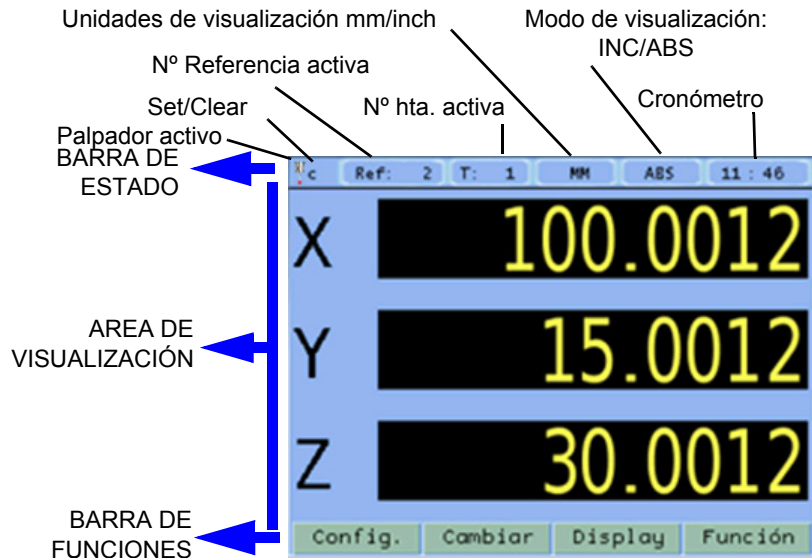 Unidades de visualización mm/inch
Modo de visualización:
INC/ABS
Nº Referencia activa
Set/Clear
Nº hta. activa
Cronómetro
Palpador activo
BARRA DE
ESTADO
c Ref: 2 T: 1 MM ABS 11 : 46
X 100.0012
AREA DE
VISUALIZACIÓN
Y 15.0012
Z 30.0012
BARRA DE
FUNCIONES
Config. Cambiar Display Función